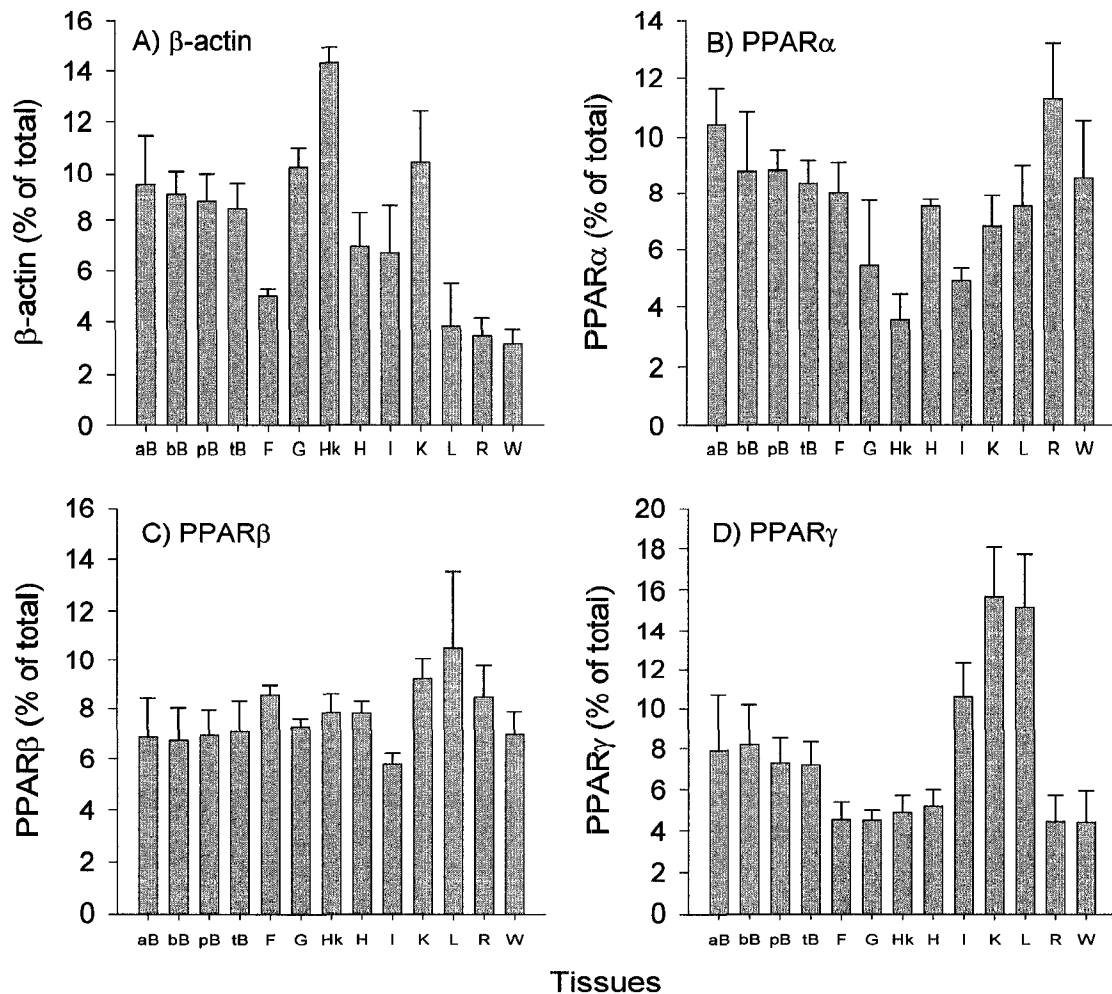 A) β-actin
β-actin (% of total)
16
14
12
10
8
6
4
2
0
aB bB pB tB F G Hk H I K L R W
B) PPARα
PPARα (% of total)
14
12
10
8
6
4
2
0
aB bB pB tB F G Hk H I K L R W
C) PPARβ
PPARβ (% of total)
16
14
12
10
8
6
4
2
0
aB bB pB tB F G Hk H I K L R W
D) PPARγ
PPARγ (% of total)
20
18
16
14
12
10
8
6
4
2
0
aB bB pB tB F G Hk H I K L R W
Tissues